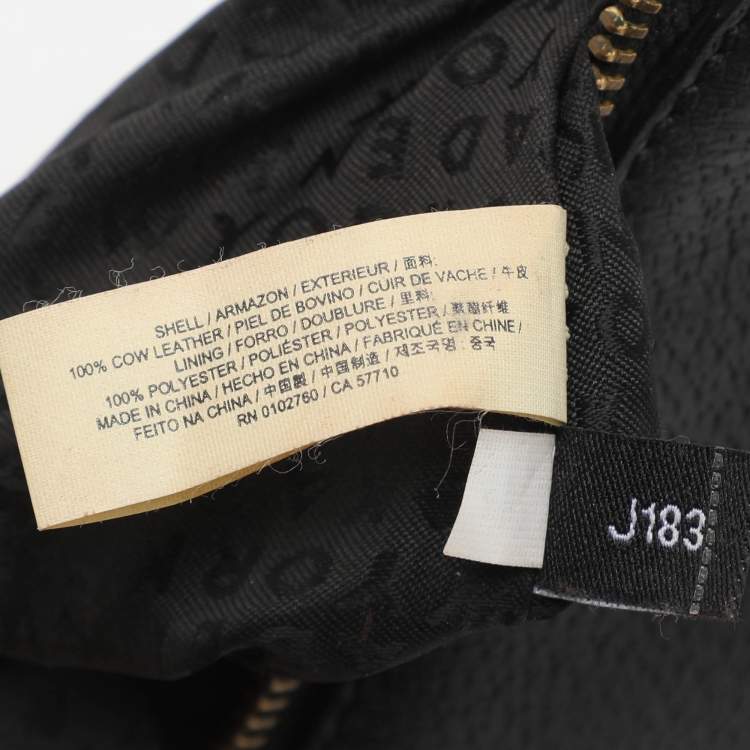 SHELL / ARMAZON / EXTERIEUR / 面料:
100% COW LEATHER / PIEL DE BOVINO / CUIR DE VACHE / 牛皮
LINING / FORRO / DOUBLURE / 里料:
100% POLYESTER / POLIÉSTER / POLYESTER / 聚酯纤维
MADE IN CHINA / HECHO EN CHINA / FABRIQUÉ EN CHINE /
FEITO NA CHINA / 中国製 / 中国制造 / 제조국명 : 중국
RN 0102760 / CA 57710
J183